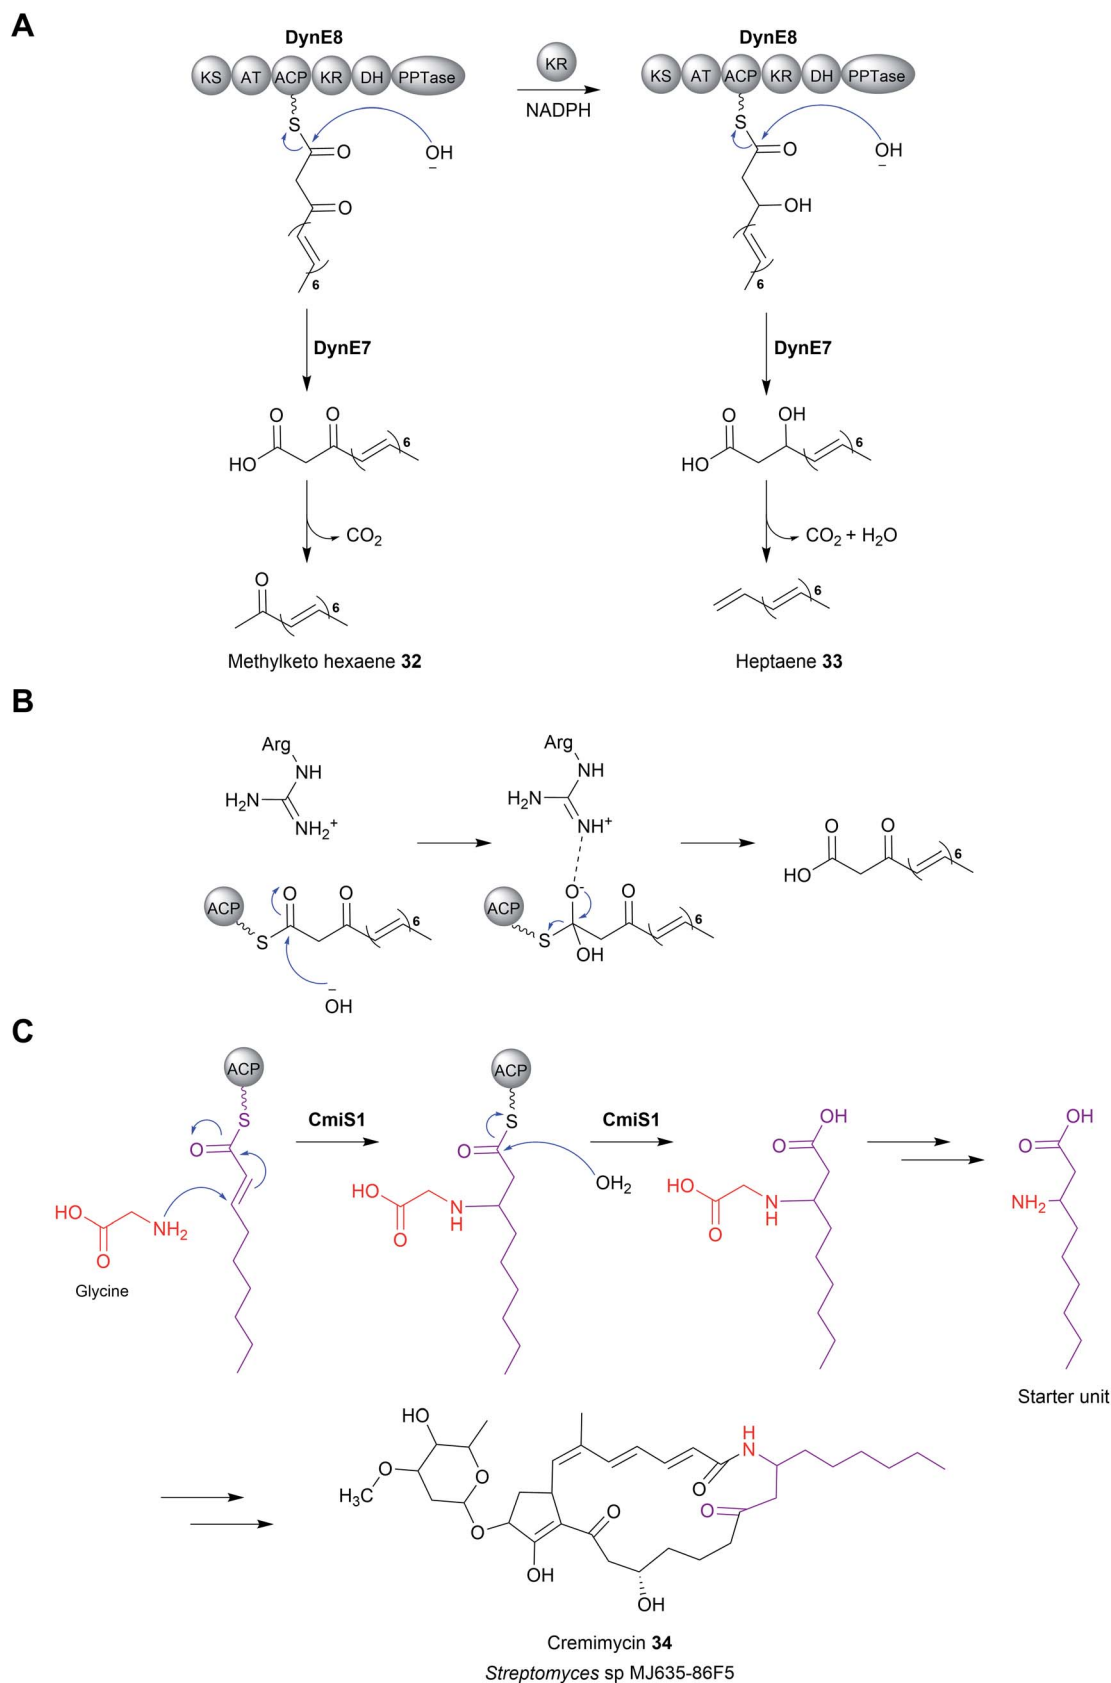 A
DynE8
KS AT ACP KR DH PPTase
KR
NADPH
DynE8
KS AT ACP KR DH PPTase
S
O
OH
–
O
6
S
O
OH
–
OH
6
DynE7
DynE7
O O
HO
6
O OH
HO
6
CO2
CO2 + H2O
O
6
6
Methylketo hexaene 32
Heptaene 33
B
Arg
NH
H2N
NH2+
Arg
NH
H2N
NH+
ACP
S
O O
6
–
OH
ACP
S
O-
OH
O
6
O O
HO
6
C
ACP
S
O
HO
O
NH2
Glycine
CmiS1
ACP
S
O
HO
O
N
H
OH2
CmiS1
OH
O
HO
O
N
H
OH
O
NH2
Starter unit
HO
O
O
H3C
O
OH
O
OH
O
O
H
N
Cremimycin 34
Streptomyces sp MJ635-86F5